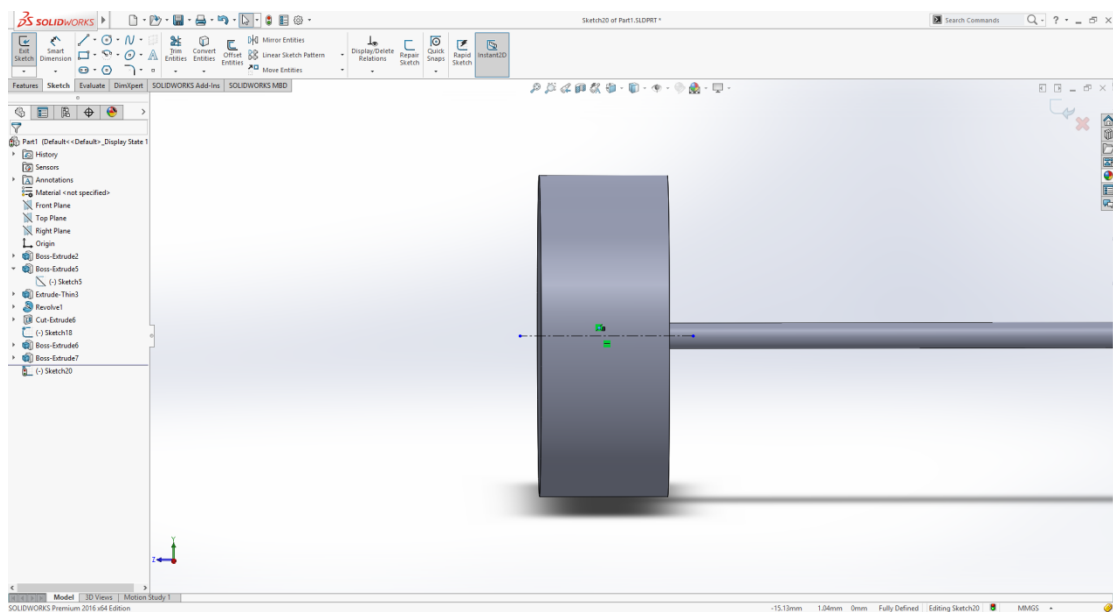 SOLIDWORKS
Sketch20 of Part1.SLDPRT *
Search Commands
Exit Sketch
Smart Dimension
Trim Entities
Convert Entities
Offset Entities
Mirror Entities
Linear Sketch Pattern
Move Entities
Display/Delete Relations
Repair Sketch
Quick Snaps
Rapid Sketch
Instant2D
Features
Sketch
Evaluate
DimXpert
SOLIDWORKS Add-Ins
SOLIDWORKS MBD
Part1 (Default<<Default>_Display State 1
History
Sensors
Annotations
Material <not specified>
Front Plane
Top Plane
Right Plane
Origin
Boss-Extrude2
Boss-Extrude5
(-) Sketch5
Extrude-Thin3
Revolve1
Cut-Extrude6
(-) Sketch18
Boss-Extrude6
Boss-Extrude7
(-) Sketch20
Y
Z
Model
3D Views
Motion Study 1
SOLIDWORKS Premium 2016 x64 Edition
-15.13mm
1.04mm
0mm
Fully Defined
Editing Sketch20
MMGS